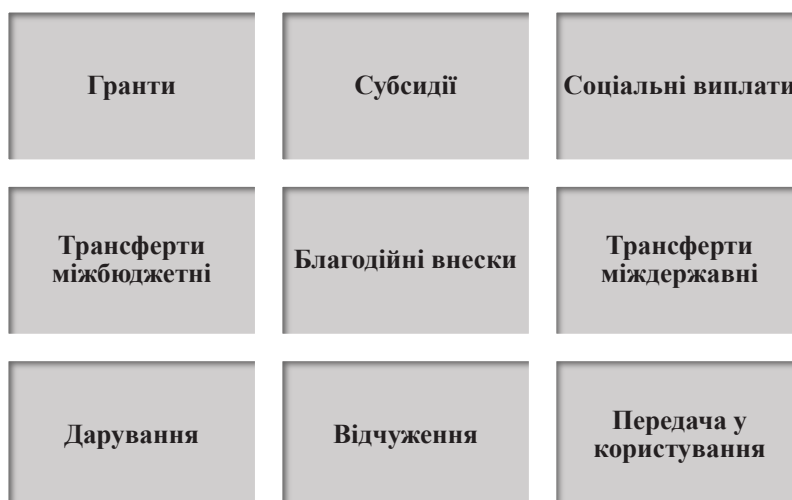 Гранти
Субсидії
Соціальні виплати
Трансферти
міжбюджетні
Благодійні внески
Трансферти
міждержавні
Дарування
Відчуження
Передача у
користування